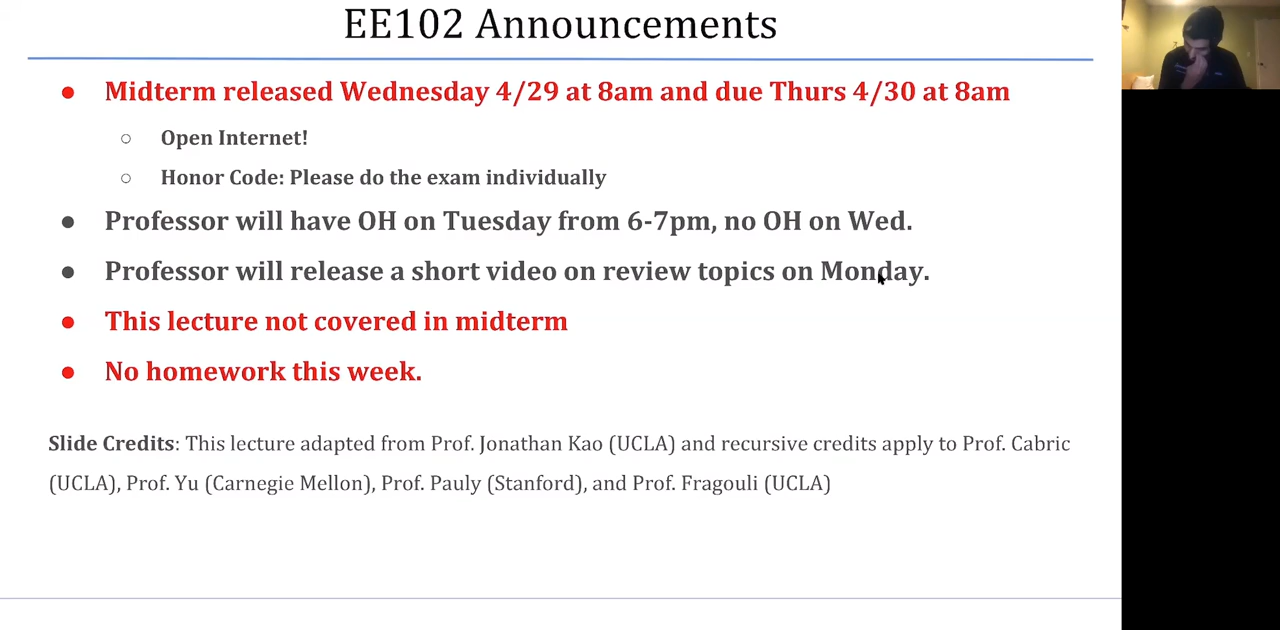 EE102 Announcements
● Midterm released Wednesday 4/29 at 8am and due Thurs 4/30 at 8am
○ Open Internet!
○ Honor Code: Please do the exam individually
● Professor will have OH on Tuesday from 6-7pm, no OH on Wed.
● Professor will release a short video on review topics on Monday.
● This lecture not covered in midterm
● No homework this week.
Slide Credits: This lecture adapted from Prof. Jonathan Kao (UCLA) and recursive credits apply to Prof. Cabric
(UCLA), Prof. Yu (Carnegie Mellon), Prof. Pauly (Stanford), and Prof. Fragouli (UCLA)